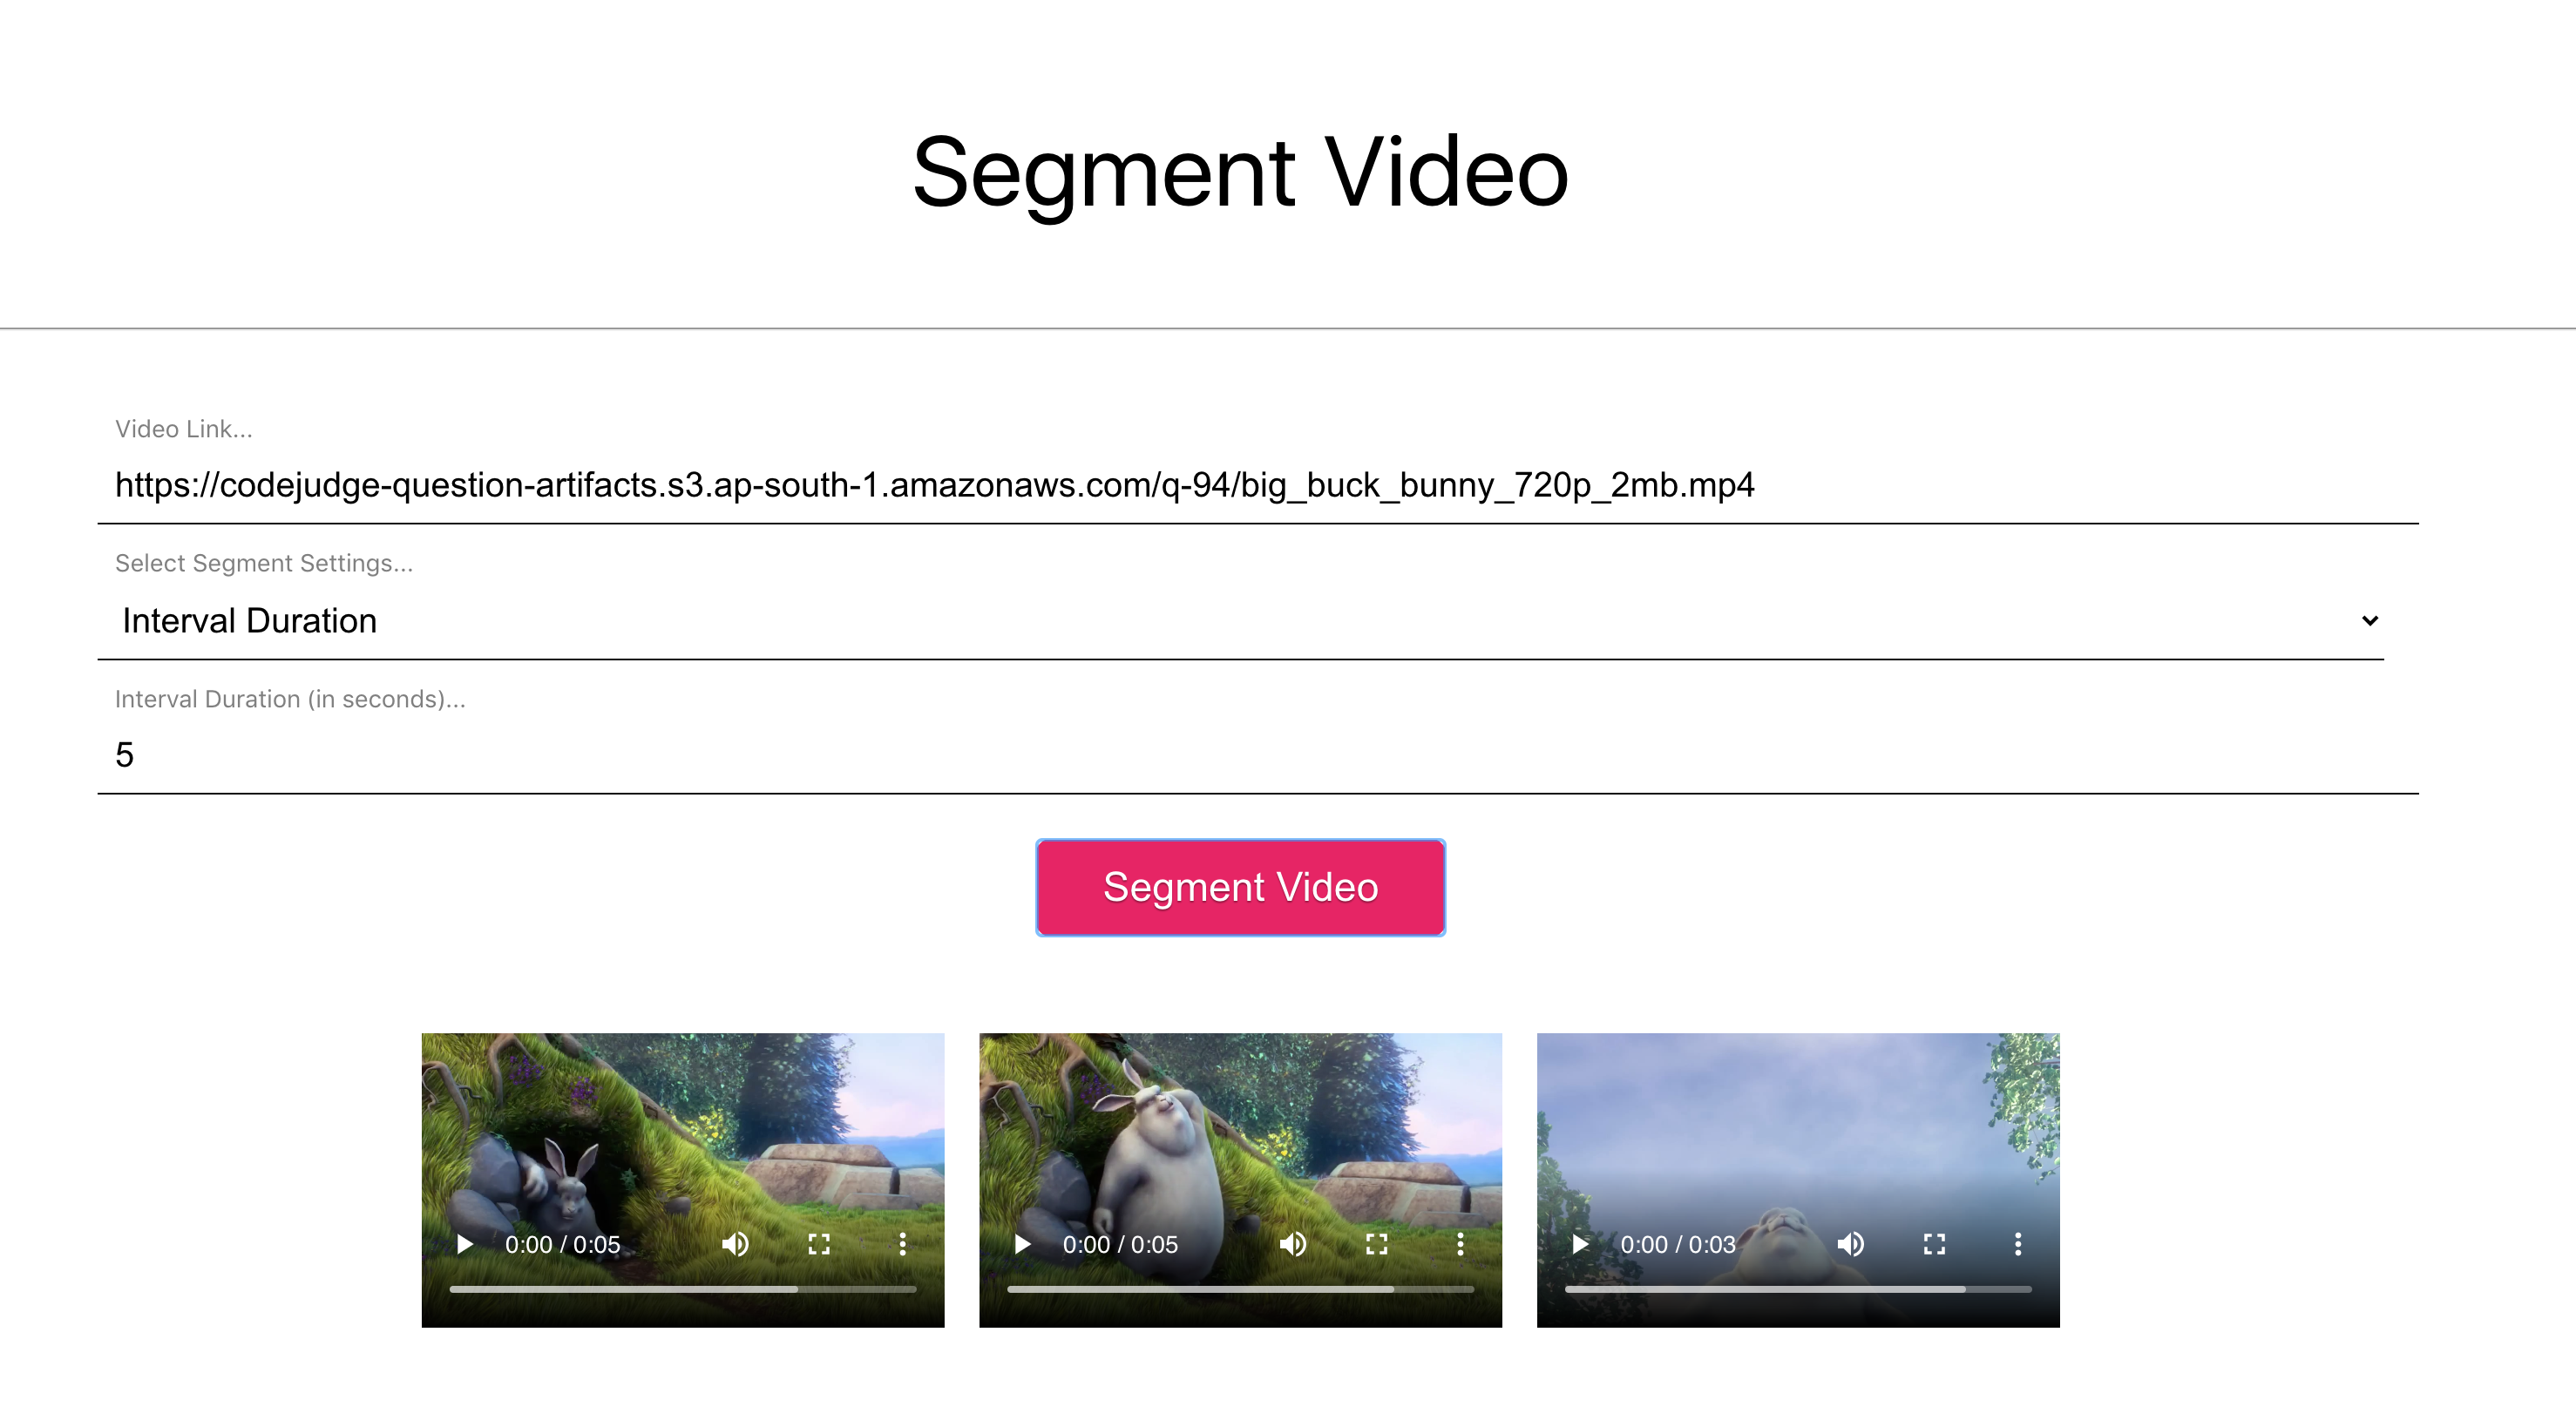 Segment Video
Video Link...
https://codejudge-question-artifacts.s3.ap-south-1.amazonaws.com/q-94/big_buck_bunny_720p_2mb.mp4
Select Segment Settings...
Interval Duration
Interval Duration (in seconds)...
5
Segment Video
0:00 / 0:05
0:00 / 0:05
0:00 / 0:03